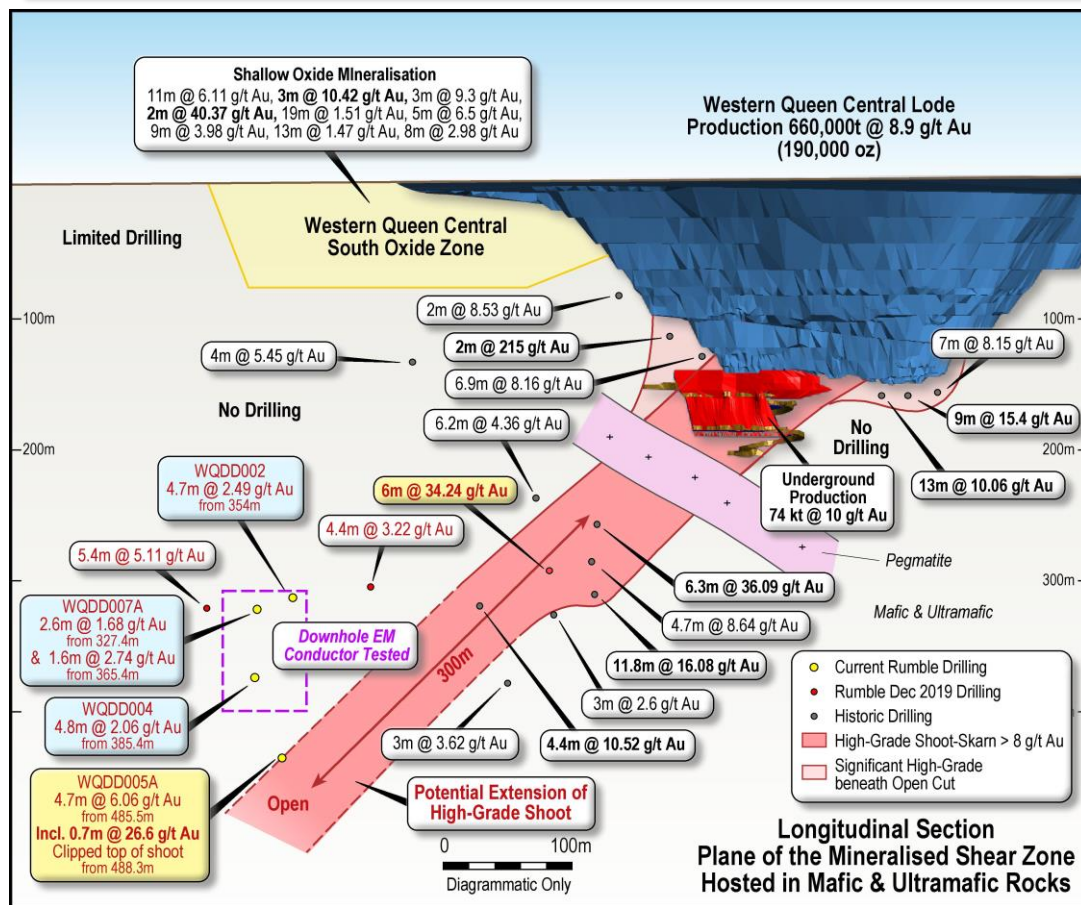 Shallow Oxide MIneralisation
11m @ 6.11 g/t Au, 3m @ 10.42 g/t Au, 3m @ 9.3 g/t Au,
2m @ 40.37 g/t Au, 19m @ 1.51 g/t Au, 5m @ 6.5 g/t Au,
9m @ 3.98 g/t Au, 13m @ 1.47 g/t Au, 8m @ 2.98 g/t Au
Western Queen Central Lode
Production 660,000t @ 8.9 g/t Au
(190,000 oz)
Limited Drilling
Western Queen Central
South Oxide Zone
100m
100m
2m @ 8.53 g/t Au
2m @ 215 g/t Au
7m @ 8.15 g/t Au
4m @ 5.45 g/t Au
6.9m @ 8.16 g/t Au
No Drilling
6.2m @ 4.36 g/t Au
9m @ 15.4 g/t Au
No
Drilling
200m
200m
WQDD002
4.7m @ 2.49 g/t Au
from 354m
6m @ 34.24 g/t Au
Underground
Production
74 kt @ 10 g/t Au
13m @ 10.06 g/t Au
4.4m @ 3.22 g/t Au
Pegmatite
5.4m @ 5.11 g/t Au
6.3m @ 36.09 g/t Au
300m
Mafic & Ultramafic
WQDD007A
2.6m @ 1.68 g/t Au
from 327.4m
& 1.6m @ 2.74 g/t Au
from 365.4m
Downhole EM
Conductor Tested
300m
4.7m @ 8.64 g/t Au
11.8m @ 16.08 g/t Au
3m @ 2.6 g/t Au
WQDD004
4.8m @ 2.06 g/t Au
from 385.4m
3m @ 3.62 g/t Au
4.4m @ 10.52 g/t Au
Current Rumble Drilling
Rumble Dec 2019 Drilling
Historic Drilling
High-Grade Shoot-Skarn > 8 g/t Au
Significant High-Grade
beneath Open Cut
WQDD005A
4.7m @ 6.06 g/t Au
from 485.5m
Incl. 0.7m @ 26.6 g/t Au
Clipped top of shoot
from 488.3m
Open
Potential Extension of
High-Grade Shoot
0
100m
Diagrammatic Only
Longitudinal Section
Plane of the Mineralised Shear Zone
Hosted in Mafic & Ultramafic Rocks